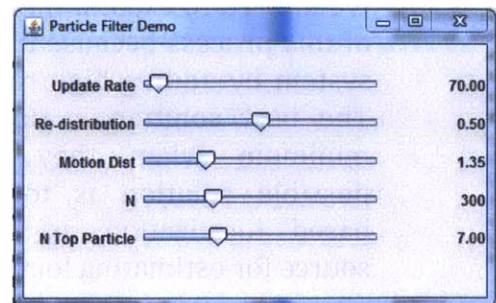 Particle Filter Demo
Update Rate 70.00
Re-distribution 0.50
Motion Dist 1.35
N 300
N Top Particle 7.00